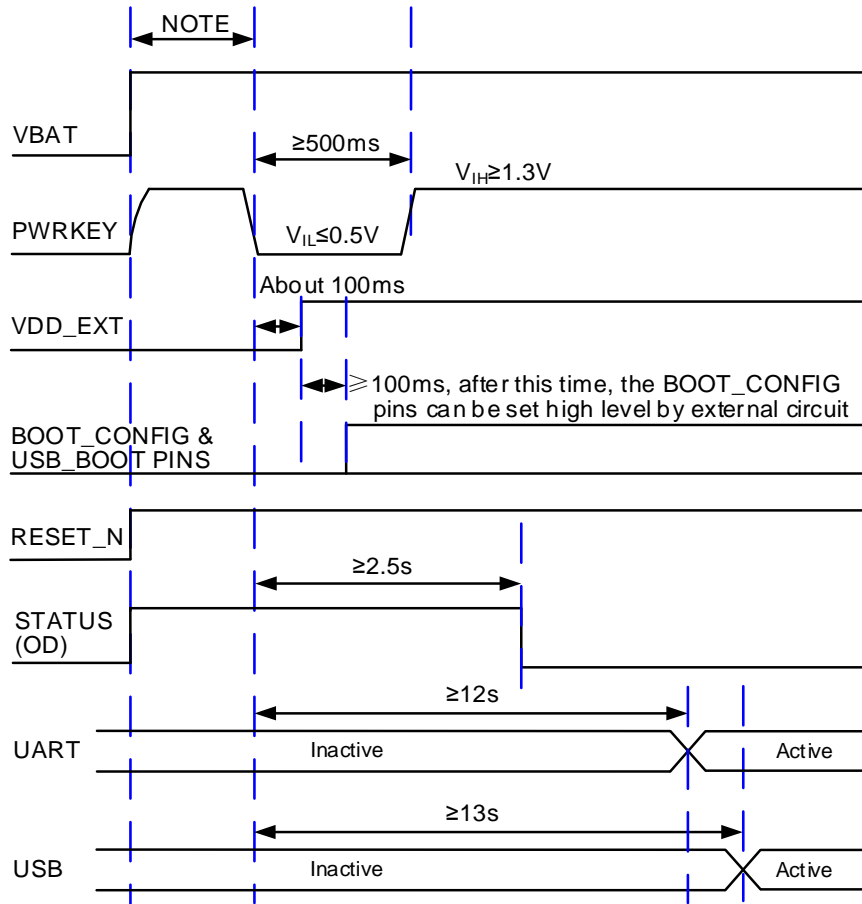 NOTE
VBAT
≥500ms
VIH≥1.3V
PWRKEY
VIL≤0.5V
About 100ms
VDD_EXT
⩾100ms, after this time, the BOOT_CONFIG
pins can be set high level by external circuit
BOOT_CONFIG &
USB_BOOT PINS
RESET_N
≥2.5s
STATUS
(OD)
≥12s
UART
Inactive
Active
≥13s
USB
Inactive
Active